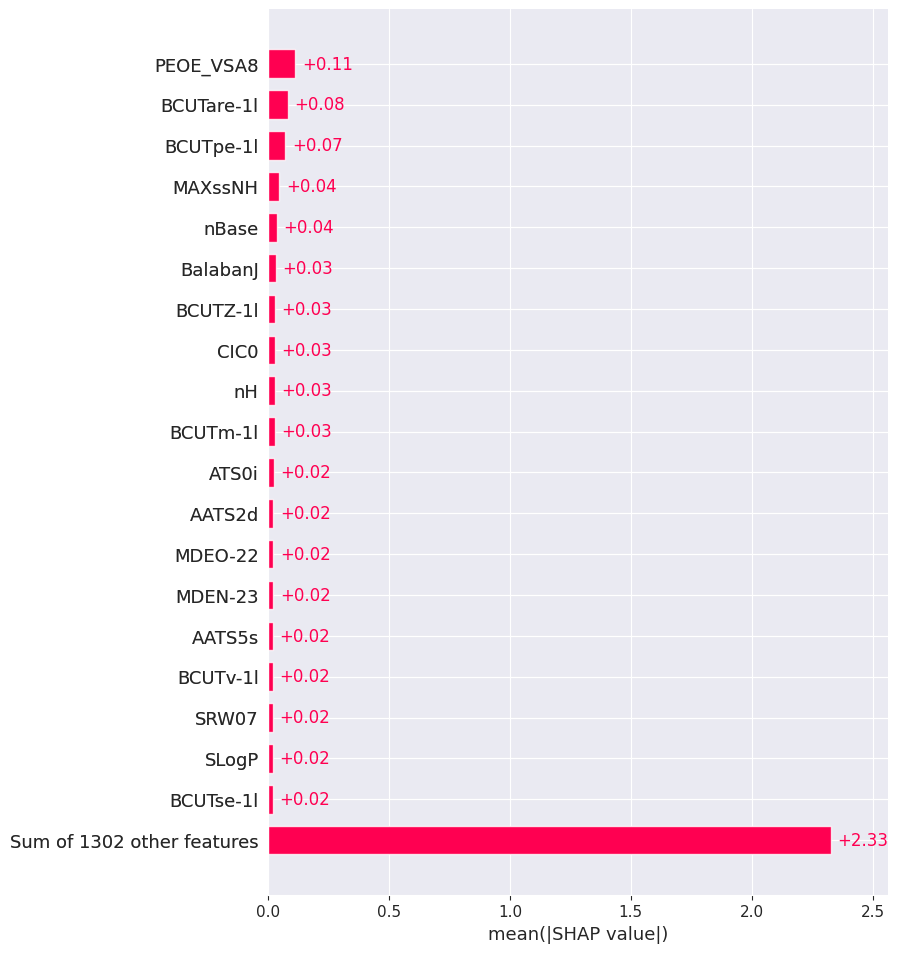 PEOE_VSA8 +0.11
BCUTare-1l +0.08
BCUTpe-1l +0.07
MAXssNH +0.04
nBase +0.04
BalabanJ +0.03
BCUTZ-1l +0.03
CIC0 +0.03
nH +0.03
BCUTm-1l +0.03
ATS0i +0.02
AATS2d +0.02
MDEO-22 +0.02
MDEN-23 +0.02
AATS5s +0.02
BCUTv-1l +0.02
SRW07 +0.02
SLogP +0.02
BCUTse-1l +0.02
Sum of 1302 other features +2.33
0.0 0.5 1.0 1.5 2.0 2.5
mean(|SHAP value|)